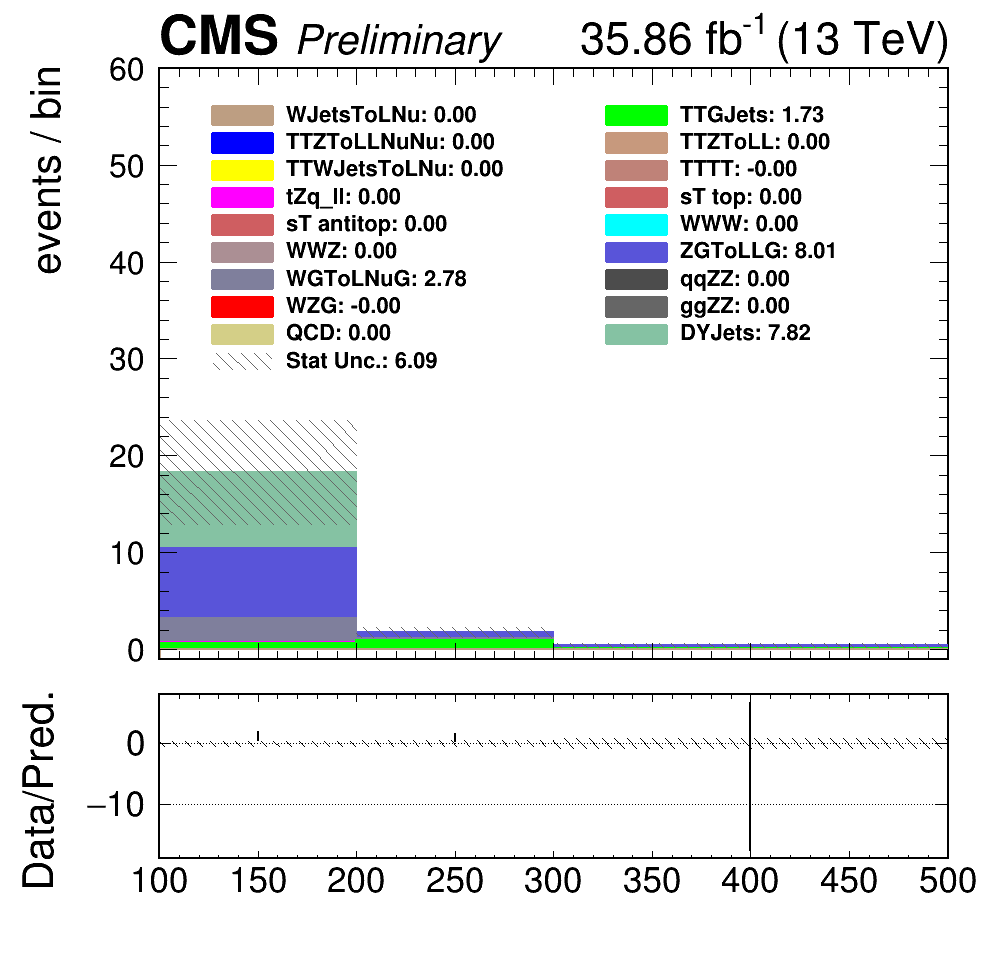 CMS Preliminary 35.86 fb-1 (13 TeV)
events / bin
60
50
40
30
20
10
0
WJetsToLNu: 0.00 TTGJets: 1.73
TTZToLLNuNu: 0.00 TTZToLL: 0.00
TTWJetsToLNu: 0.00 TTTT: -0.00
tZq_ll: 0.00 sT top: 0.00
sT antitop: 0.00 WWW: 0.00
WWZ: 0.00 ZGToLLG: 8.01
WGToLNuG: 2.78 qqZZ: 0.00
WZG: -0.00 ggZZ: 0.00
QCD: 0.00 DYJets: 7.82
Stat Unc.: 6.09
Data/Pred.
0
−10
100 150 200 250 300 350 400 450 500